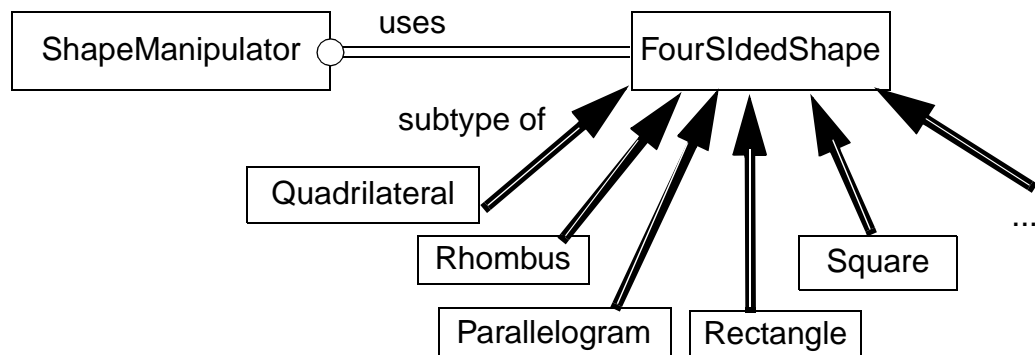 uses
ShapeManipulator
FourSIdedShape
subtype of
Quadrilateral
...
Rhombus
Square
Parallelogram
Rectangle